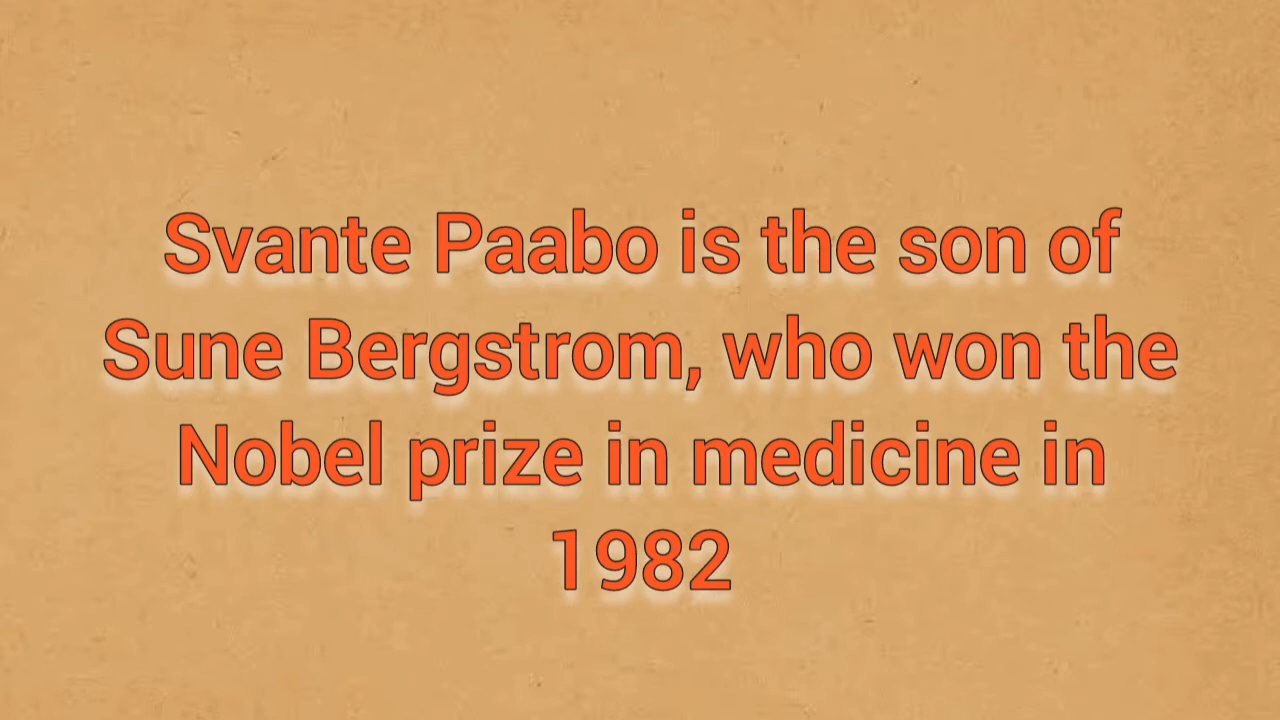 Svante Paabo is the son of
Sune Bergstrom, who won the
Nobel prize in medicine in
1982